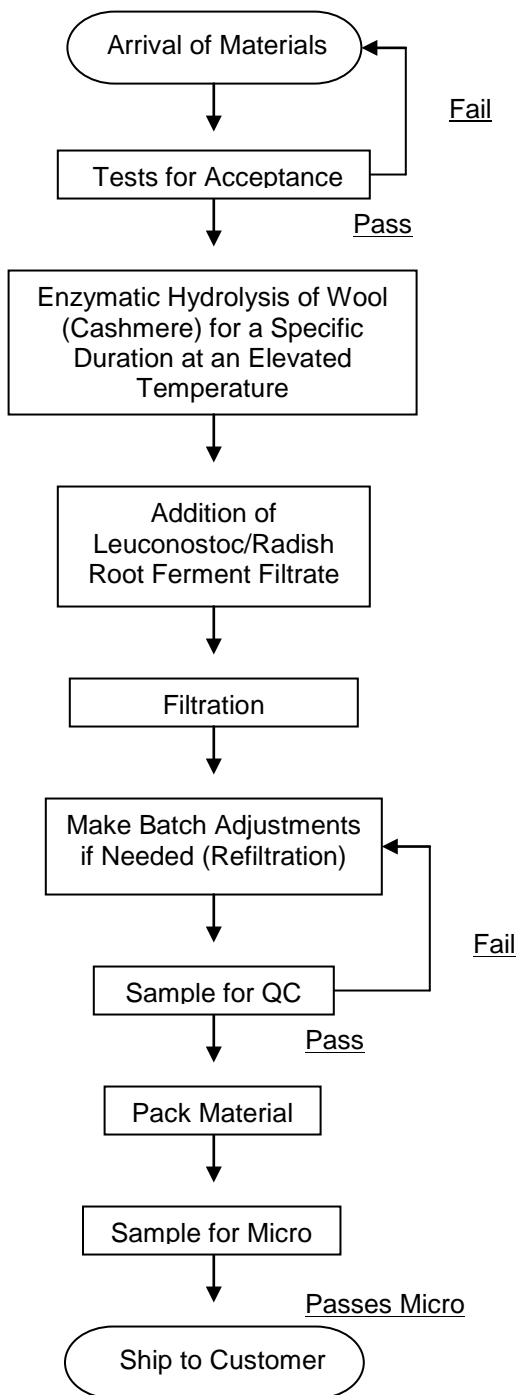 Arrival of Materials
Fail
Tests for Acceptance
Pass
Enzymatic Hydrolysis of Wool
(Cashmere) for a Specific
Duration at an Elevated
Temperature
Addition of
Leuconostoc/Radish
Root Ferment Filtrate
Filtration
Make Batch Adjustments
if Needed (Refiltration)
Fail
Sample for QC
Pass
Pack Material
Sample for Micro
Passes Micro
Ship to Customer